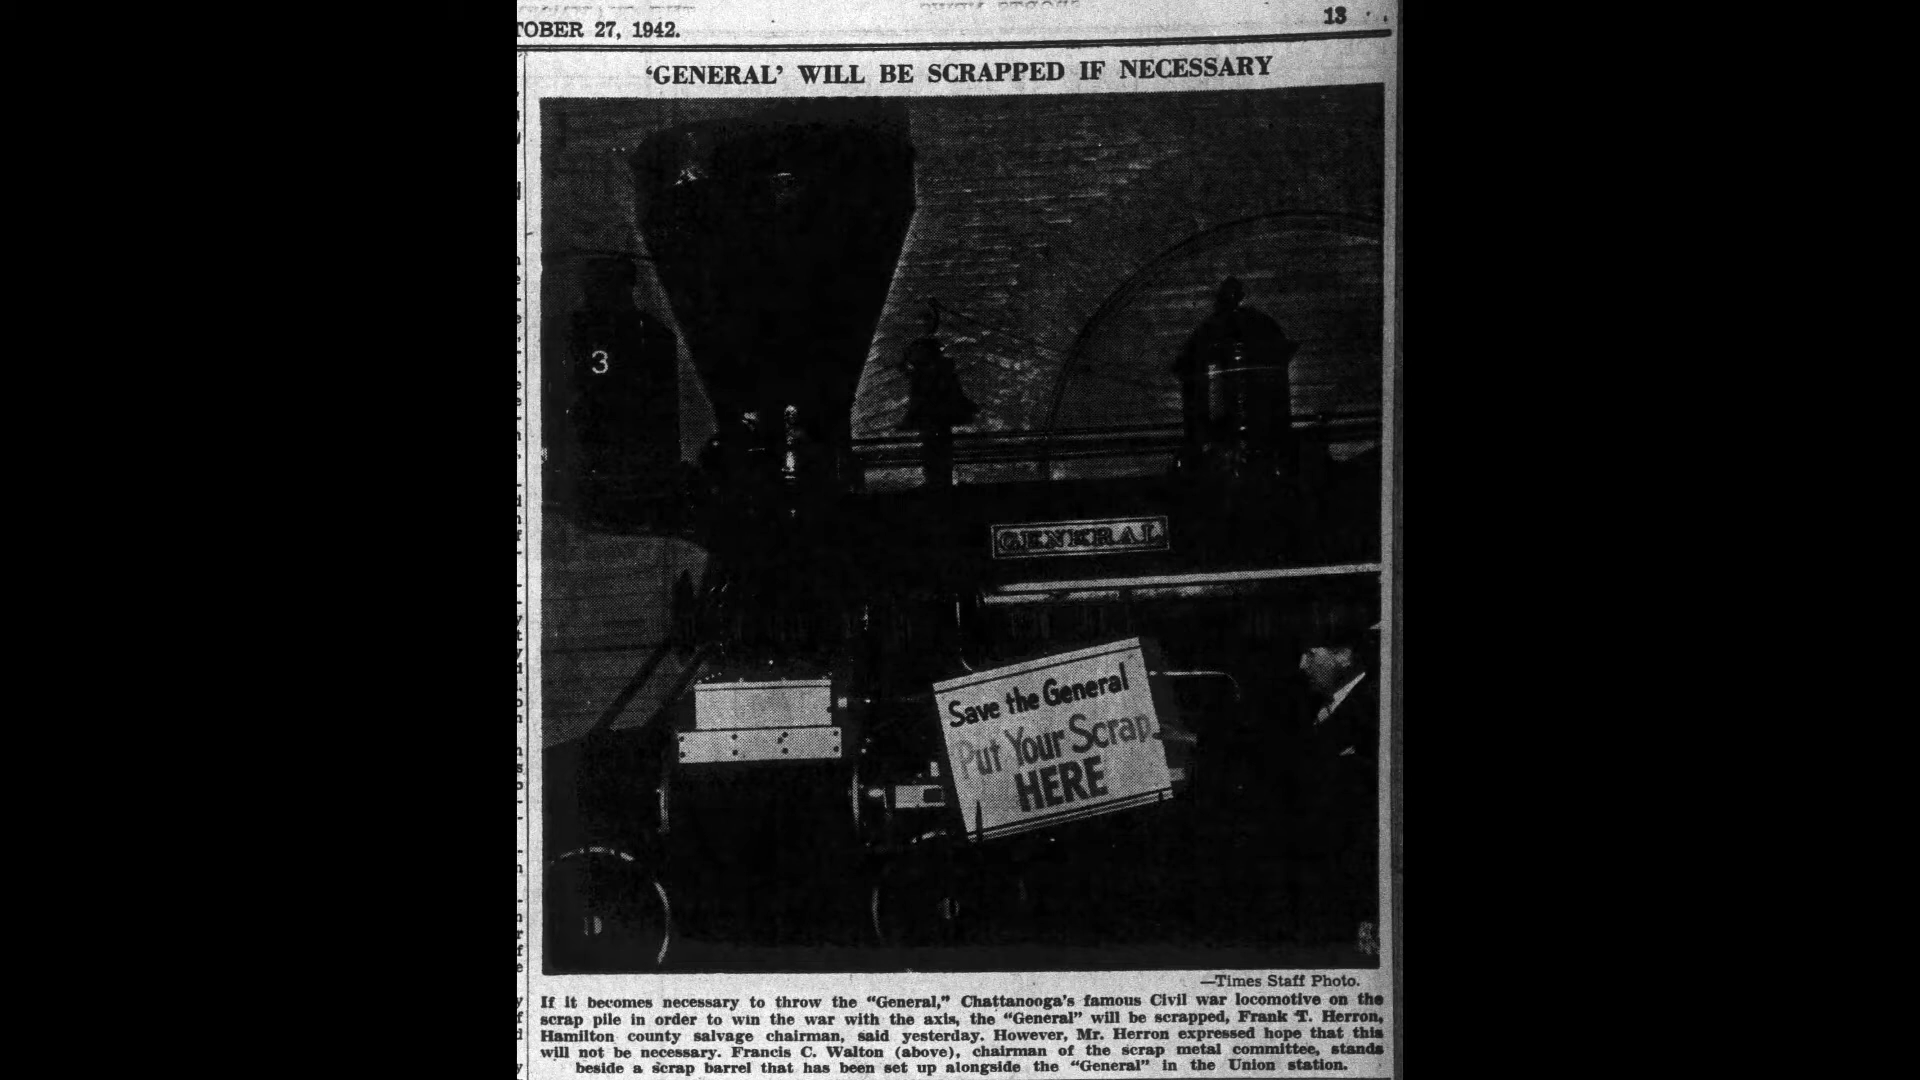 TOBER 27, 1942.
13
‘GENERAL’ WILL BE SCRAPPED IF NECESSARY
3
GENERAL
Save the General
Put Your Scrap
HERE
—Times Staff Photo.
If it becomes necessary to throw the “General,” Chattanooga’s famous Civil war locomotive on the
scrap pile in order to win the war with the axis, the “General” will be scrapped, Frank T. Herron,
Hamilton county salvage chairman, said yesterday. However, Mr. Herron expressed hope that this
will not be necessary. Francis C. Walton (above), chairman of the scrap metal committee, stands
beside a scrap barrel that has been set up alongside the “General” in the Union station.